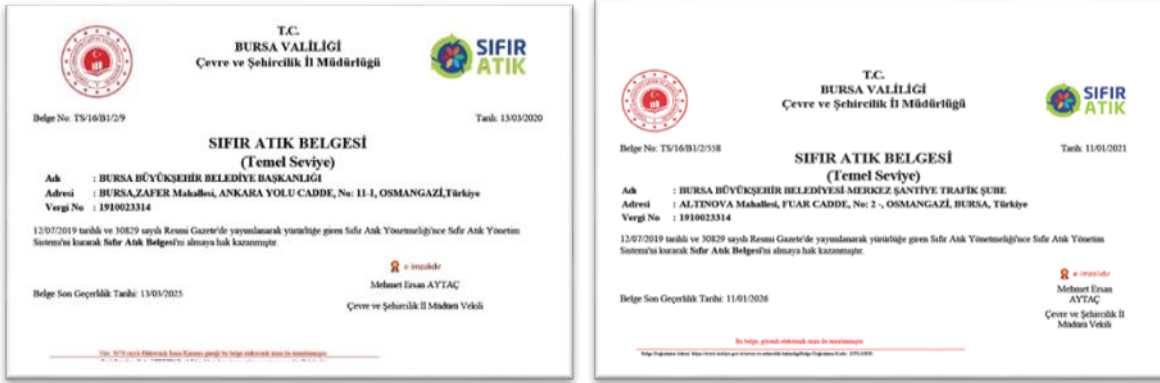 T.C.
BURSA VALİLİĞİ
Çevre ve Şehircilik İl Müdürlüğü
SIFIR
ATIK
Belge No: TS/16/B1/2/9
Tarih: 13/03/2020
SIFIR ATIK BELGESİ
(Temel Seviye)
Adı : BURSA BÜYÜKŞEHİR BELEDİYE BAŞKANLIĞI
Adresi : BURSA,ZAFER Mahallesi, ANKARA YOLU CADDE, No: 11-1, OSMANGAZİ,Türkiye
Vergi No : 1910023314
12/07/2019 tarihli ve 30829 sayılı Resmi Gazete'de yayımlanarak yürürlüğe giren Sıfır Atık Yönetmeliği'nce Sıfır Atık Yönetim
Sistemi'ni kurarak Sıfır Atık Belgesi'ni almaya hak kazanmıştır.
e-imzalıdır
Mehmet Ersan AYTAÇ
Belge Son Geçerlilik Tarihi: 13/03/2025
Çevre ve Şehircilik İl Müdürü Vekili
T.C.
BURSA VALİLİĞİ
Çevre ve Şehircilik İl Müdürlüğü
SIFIR
ATIK
Belge No: TS/16/B1/2/558
Tarih: 11/01/2021
SIFIR ATIK BELGESİ
(Temel Seviye)
Adı : BURSA BÜYÜKŞEHİR BELEDİYESİ-MERKEZ ŞANTİYE TRAFİK ŞUBE
Adresi : ALTINOVA Mahallesi, FUAR CADDE, No: 2 -, OSMANGAZİ, BURSA, Türkiye
Vergi No : 1910023314
12/07/2019 tarihli ve 30829 sayılı Resmi Gazete'de yayımlanarak yürürlüğe giren Sıfır Atık Yönetmeliği'nce Sıfır Atık Yönetim
Sistemi'ni kurarak Sıfır Atık Belgesi'ni almaya hak kazanmıştır.
e-imzalıdır
Mehmet Ersan
AYTAÇ
Belge Son Geçerlilik Tarihi: 11/01/2026
Çevre ve Şehircilik İl
Müdürü Vekili
Bu belge, güvenli elektronik imza ile imzalanmıştır.